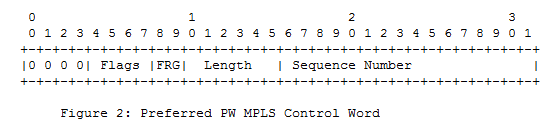 0                   1                   2                   3
0 1 2 3 4 5 6 7 8 9 0 1 2 3 4 5 6 7 8 9 0 1 2 3 4 5 6 7 8 9 0 1
+-+-+-+-+-+-+-+-+-+-+-+-+-+-+-+-+-+-+-+-+-+-+-+-+-+-+-+-+-+-+-+-+
|0 0 0 0| Flags |FRG|  Length   | Sequence Number               |
+-+-+-+-+-+-+-+-+-+-+-+-+-+-+-+-+-+-+-+-+-+-+-+-+-+-+-+-+-+-+-+-+
Figure 2: Preferred PW MPLS Control Word